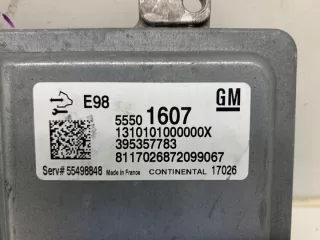 E98 GM
5550 1607
1310101000000X
395357783
8117026872099067
Serv# 55498848 Made in France CONTINENTAL 17026